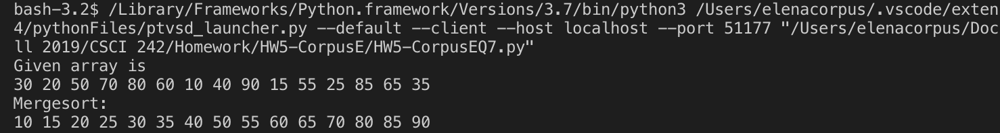 bash-3.2$ /Library/Frameworks/Python.framework/Versions/3.7/bin/python3 /Users/elenacorpus/.vscode/exten
4/pythonFiles/ptvsd_launcher.py --default --client --host localhost --port 51177 "/Users/elenacorpus/Doc
ll 2019/CSCI 242/Homework/HW5-CorpusE/HW5-CorpusEQ7.py"
Given array is
30 20 50 70 80 60 10 40 90 15 55 25 85 65 35
Mergesort:
10 15 20 25 30 35 40 50 55 60 65 70 80 85 90